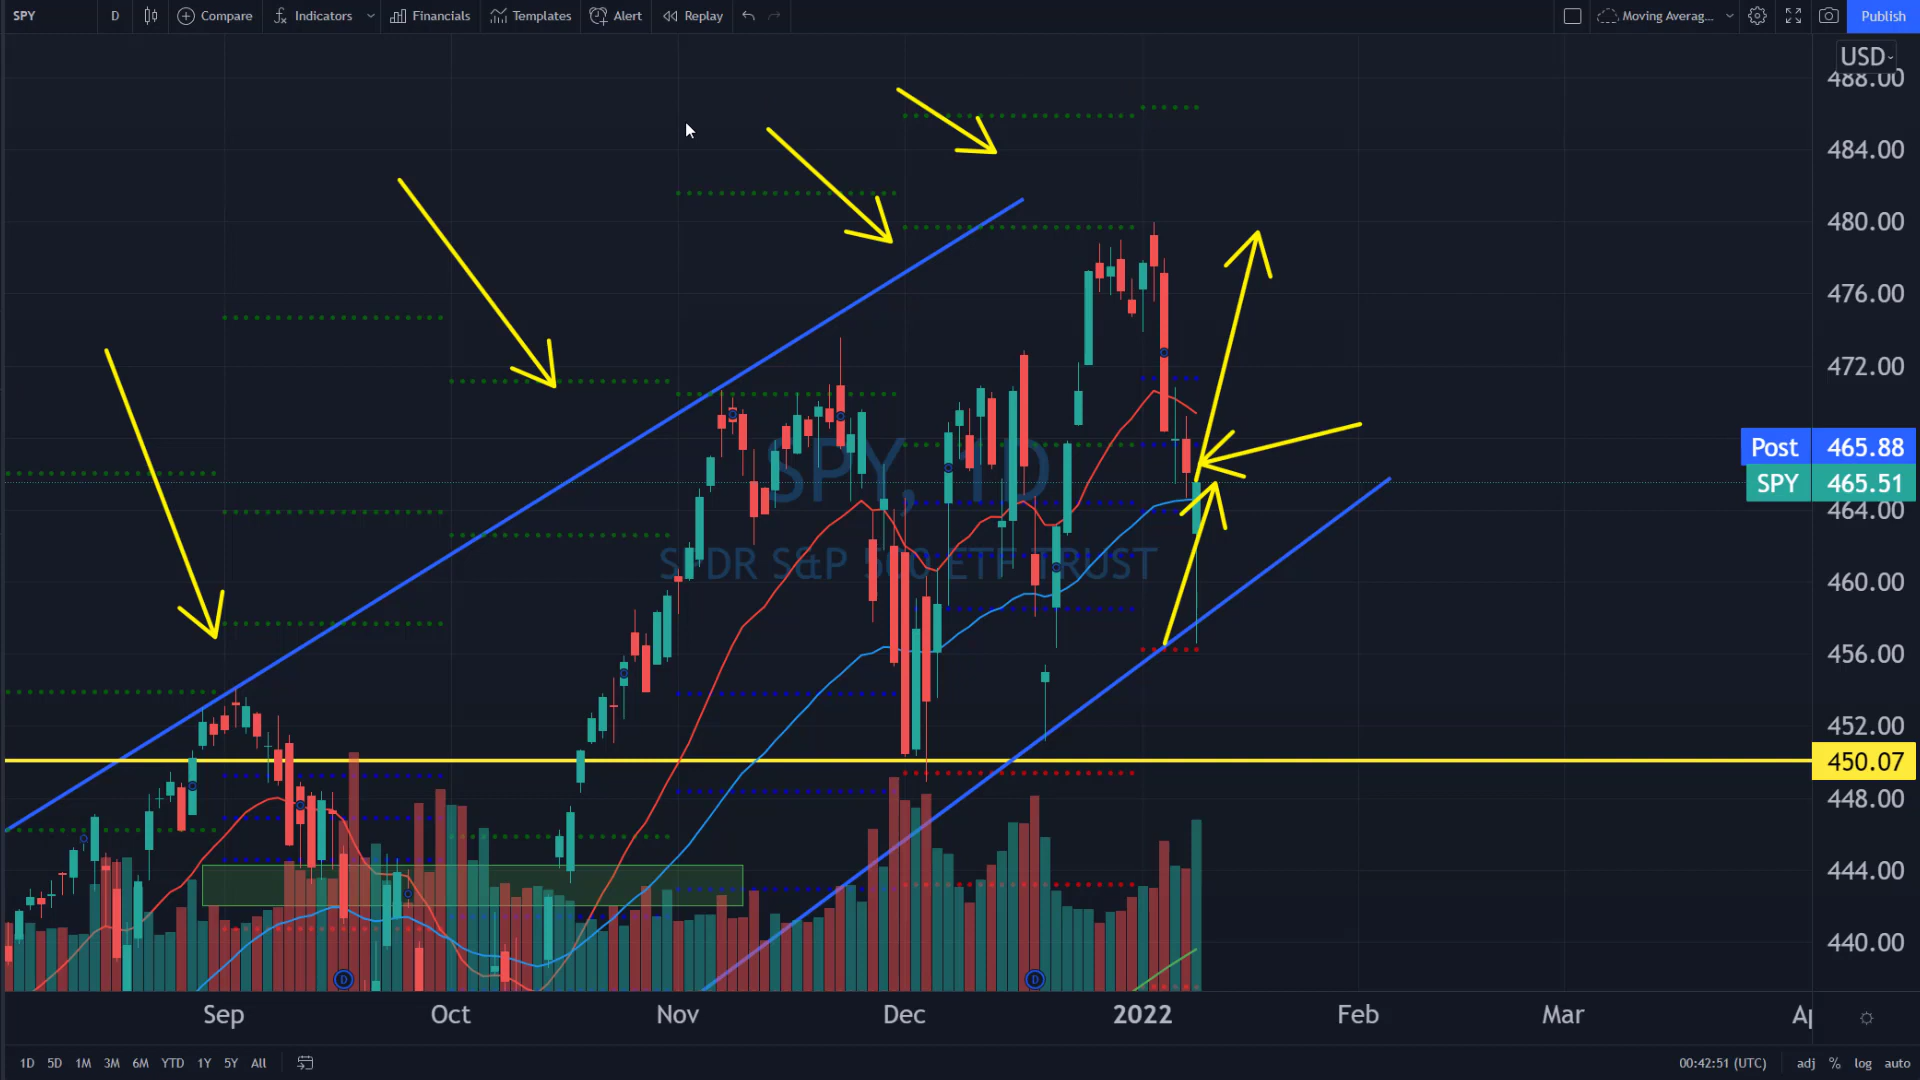 SPY D Compare Indicators Financials Templates Alert Replay Moving Averag... Publish
USD
488.00
484.00
480.00
476.00
472.00
Post 465.88
SPY 465.51
464.00
460.00
456.00
452.00
450.07
448.00
444.00
440.00
SPY, 1D
SPDR S&P 500 ETF TRUST
D D
Sep Oct Nov Dec 2022 Feb Mar
1D 5D 1M 3M 6M YTD 1Y 5Y All 00:42:51 (UTC) adj % log auto